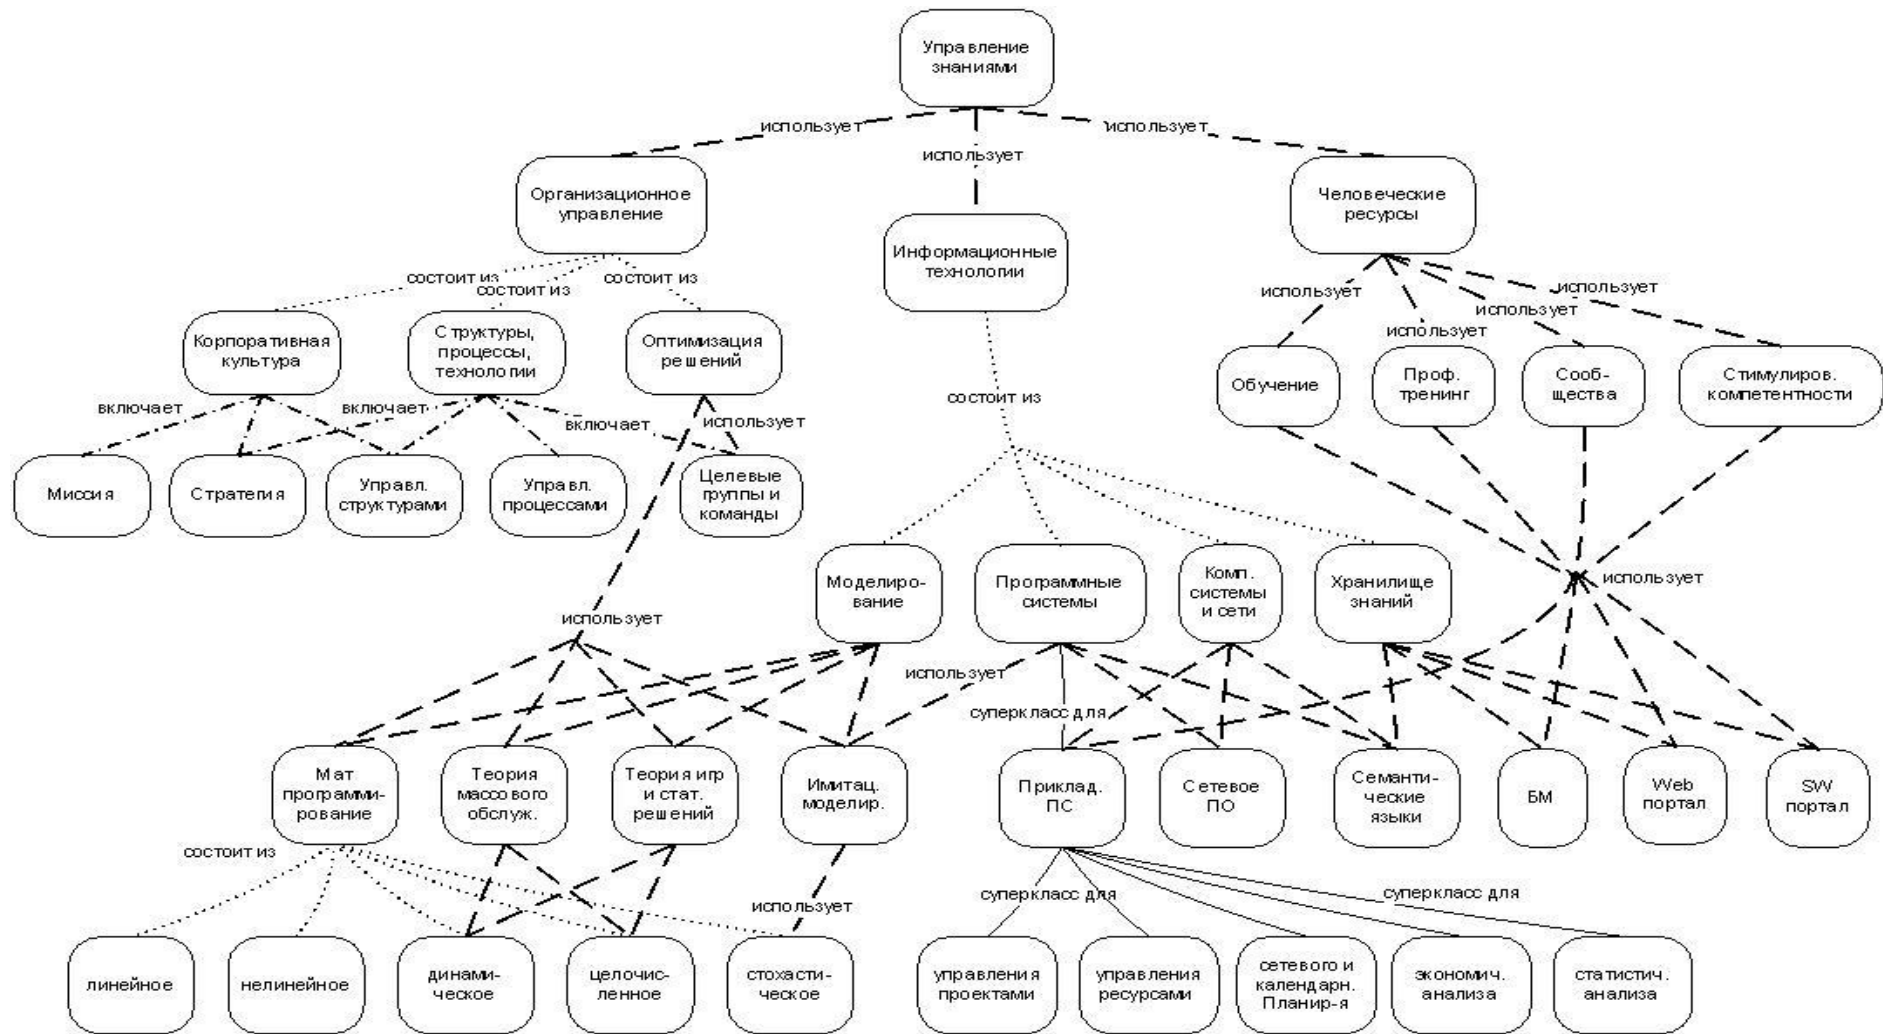 Управление
знаниями
использует
использует
использует
Организационное
управление
Человеческие
ресурсы
Информационные
технологии
состоит из
состоит из
состоит из
использует
использует
использует
использует
Корпоративная
культура
Структуры,
процессы,
технологии
Оптимизация
решений
Обучение
Проф.
тренинг
Сооб-
щества
Стимулиров.
компетентности
состоит из
включает
включает
включает
использует
Миссия
Стратегия
Управл.
структурами
Управл.
процессами
Целевые
группы и
команды
Моделиро-
вание
Программные
системы
Комп.
системы
и сети
Хранилище
знаний
использует
использует
использует
суперкласс для
Мат
программи-
рование
Теория
массового
обслуж.
Теория игр
и стат.
решений
Имитац.
моделир.
Приклад.
ПС
Сетевое
ПО
Семанти-
ческие
языки
БМ
Web
портал
SW
портал
состоит из
использует
суперкласс для
суперкласс для
линейное
нелинейное
динами-
ческое
целочис-
ленное
стохасти-
ческое
управления
проектами
управления
ресурсами
сетевого и
календарн.
Планир-я
экономич.
анализа
статистич.
анализа